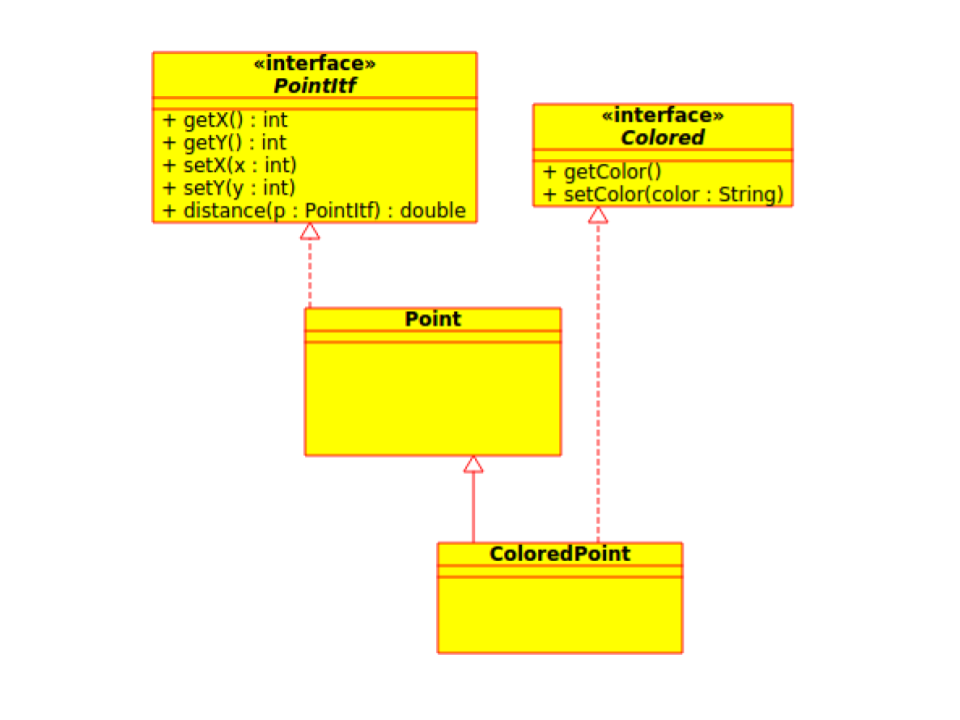 «interface»
PointItf
+ getX() : int
+ getY() : int
+ setX(x : int)
+ setY(y : int)
+ distance(p : PointItf) : double
«interface»
Colored
+ getColor()
+ setColor(color : String)
Point
ColoredPoint